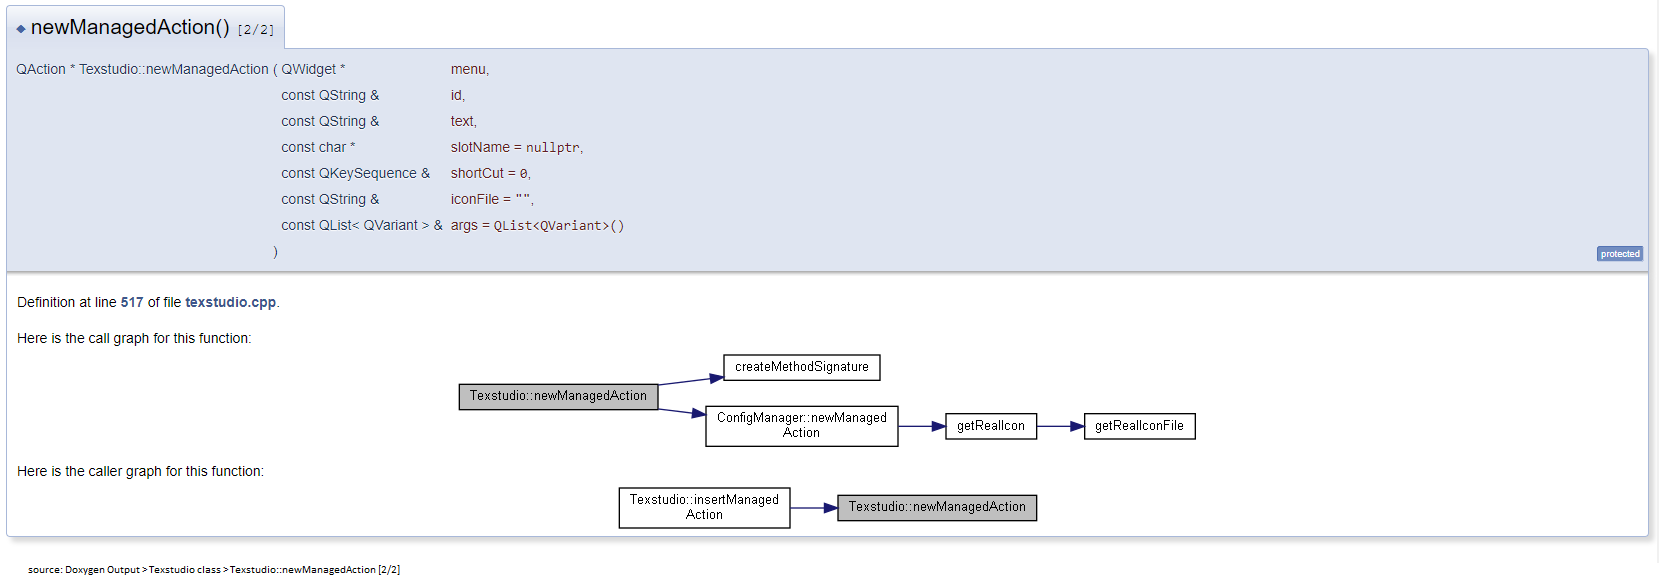 ◆ newManagedAction() [2/2]
QAction * Texstudio::newManagedAction ( QWidget * menu,
const QString & id,
const QString & text,
const char * slotName = nullptr,
const QKeySequence & shortCut = 0,
const QString & iconFile = "",
const QList< QVariant > & args = QList<QVariant>()
)
protected
Definition at line 517 of file texstudio.cpp.
Here is the call graph for this function:
createMethodSignature
Texstudio::newManagedAction
ConfigManager::newManaged
Action
getRealIcon
getRealIconFile
Here is the caller graph for this function:
Texstudio::insertManaged
Action
Texstudio::newManagedAction
source: Doxygen Output > Texstudio class > Texstudio::newManagedAction [2/2]